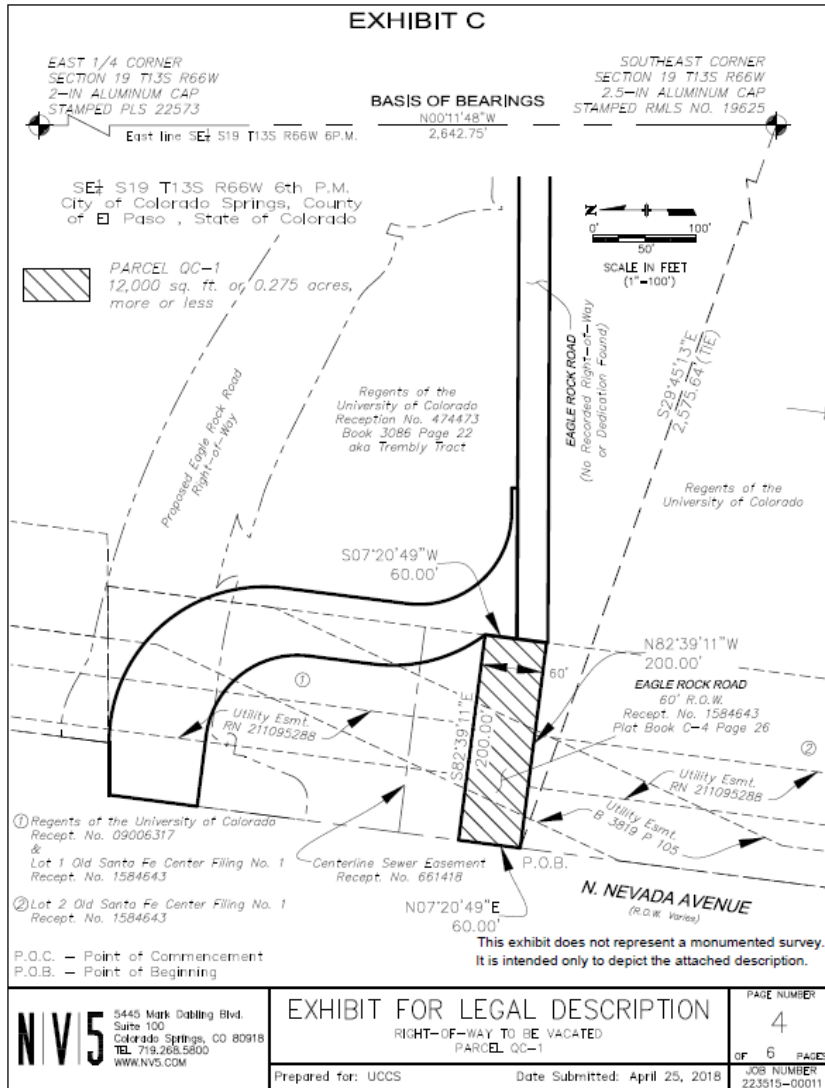 EXHIBIT C
EAST 1/4 CORNER
SECTION 19 T13S R66W
2-IN ALUMINUM CAP
STAMPED PLS 22573
SOUTHEAST CORNER
SECTION 19 T13S R66W
2.5-IN ALUMINUM CAP
STAMPED RMLS NO. 19625
BASIS OF BEARINGS
N00°11'48"W
2,642.75'
East line SE¼ S19 T13S R66W 6P.M.
SE¼ S19 T13S R66W 6th P.M.
City of Colorado Springs, County
of El Paso , State of Colorado
PARCEL QC-1
12,000 sq. ft. or 0.275 acres,
more or less
N
0'
100'
50'
SCALE IN FEET
(1"=100')
Proposed Eagle Rock Road
Right-of-Way
Regents of the
University of Colorado
Reception No. 474473
Book 3086 Page 22
aka Trembly Tract
EAGLE ROCK ROAD
(No Recorded Right-of-Way
or Dedication Found)
S29°45'13"E
2,575.64'(TIE)
Regents of the
University of Colorado
S07°20'49"W
60.00'
N82°39'11"W
200.00'
60'
EAGLE ROCK ROAD
60' R.O.W.
Recept. No. 1584643
Plat Book C-4 Page 26
S82°39'11"E
200.00'
1
Utility Esmt.
RN 211095288
2
Utility Esmt.
RN 211095288
Utility Esmt.
B 3819 P 105
1 Regents of the University of Colorado
Recept. No. 09006317
&
Lot 1 Old Santa Fe Center Filing No. 1
Recept. No. 1584643
2 Lot 2 Old Santa Fe Center Filing No. 1
Recept. No. 1584643
Centerline Sewer Easement
Recept. No. 661418
P.O.B.
N. NEVADA AVENUE
(R.O.W. Varies)
N07°20'49"E
60.00'
This exhibit does not represent a monumented survey.
It is intended only to depict the attached description.
P.O.C. – Point of Commencement
P.O.B. – Point of Beginning
N|V|5
5445 Mark Dabling Blvd.
Suite 100
Colorado Springs, CO 80918
TEL 719.268.5800
WWW.NV5.COM
EXHIBIT FOR LEGAL DESCRIPTION
RIGHT-OF-WAY TO BE VACATED
PARCEL QC-1
Prepared for: UCCS
Date Submitted: April 25, 2018
PAGE NUMBER
4
OF 6 PAGES
JOB NUMBER
223515-0001